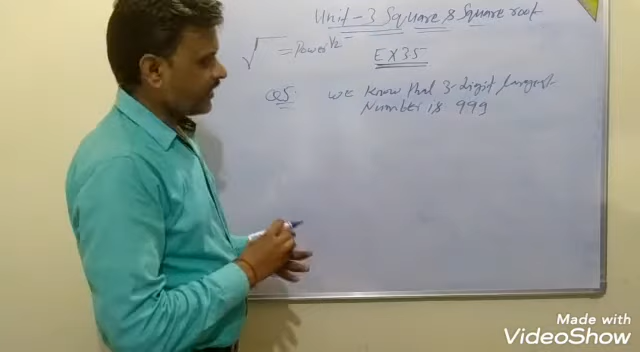 Unit-3 Square & Square root
√ = Power ½
EX 3.5
Q5. We Know that 3-digit largest
Number is 999
Made with
VideoShow